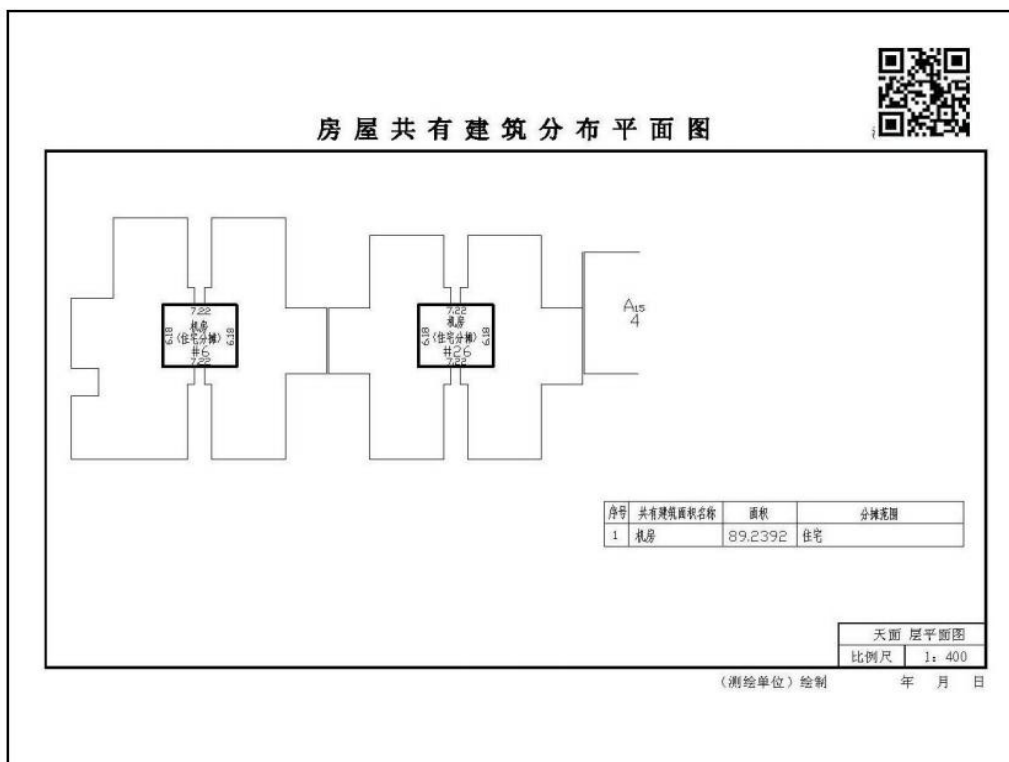 房屋共有建筑分布平面图
7.22
机房
6.18
(住宅分摊)
6.18
#6
7.22
7.22
机房
6.18
(住宅分摊)
6.18
#26
7.22
A15
4
序号 共有建筑面积名称 面积 分摊范围
1 机房 89.2392 住宅
天面 层平面图
比例尺 1: 400
(测绘单位)绘制 年 月 日